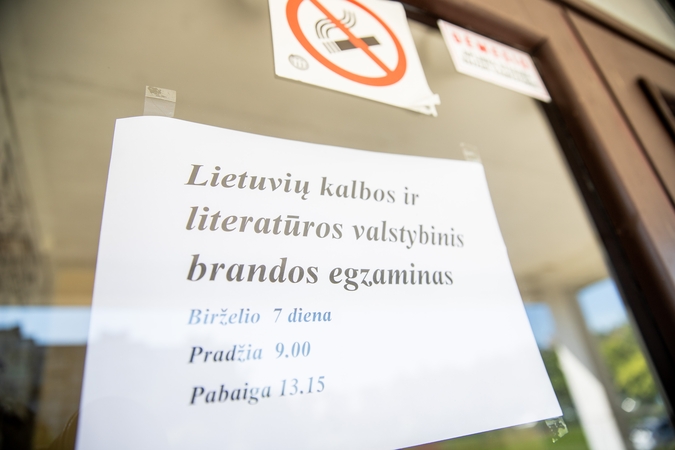 Lietuvių kalbos ir
literatūros valstybinis
brandos egzaminas
Birželio 7 diena
Pradžia 9.00
Pabaiga 13.15